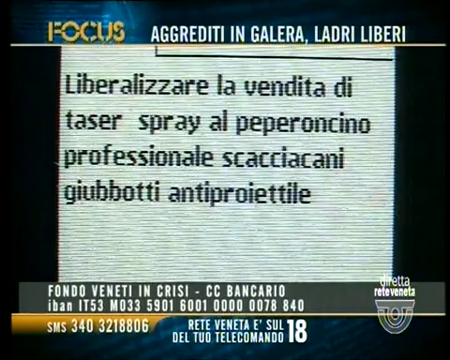 FOCUS AGGREDITI IN GALERA, LADRI LIBERI
Liberalizzare la vendita di
taser spray al peperoncino
professionale scacciacani
giubbotti antiproiettile
diretta
reteveneta
FONDO VENETI IN CRISI - CC BANCARIO
iban IT53 M033 5901 6001 0000 0078 840
SMS 340 3218806
RETE VENETA E' SUL
DEL TUO TELECOMANDO 18